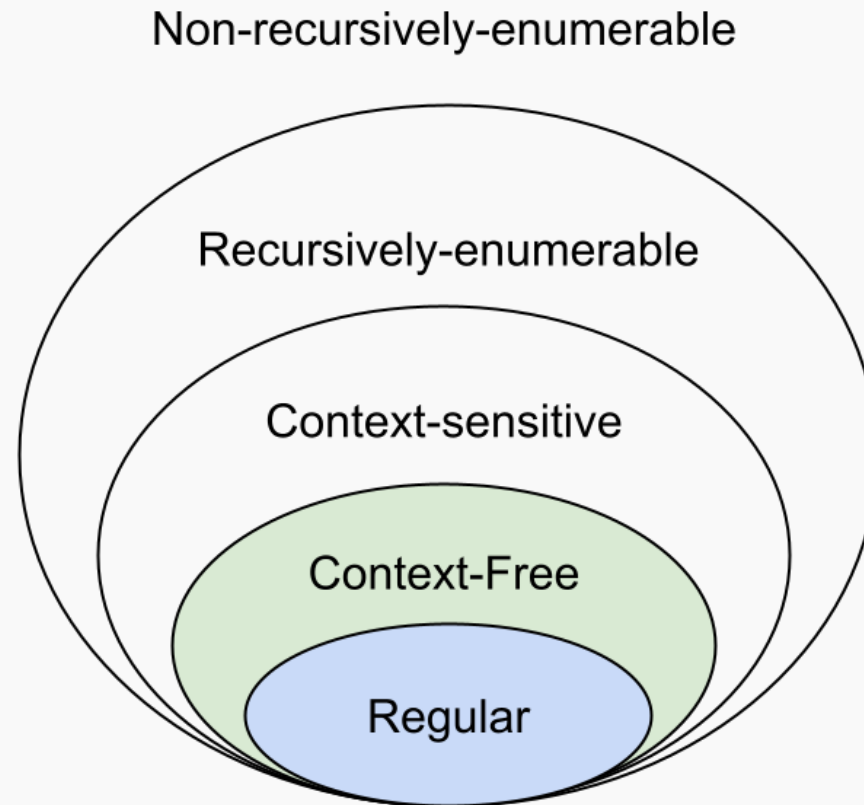 Non-recursively-enumerable
Recursively-enumerable
Context-sensitive
Context-Free
Regular